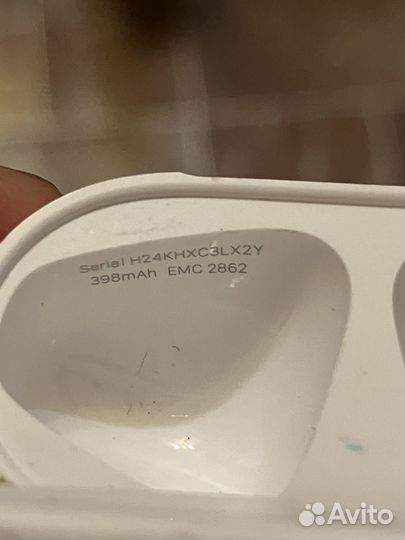 Serial H24KHXC3LX2Y
398mAh EMC 2862
Avito